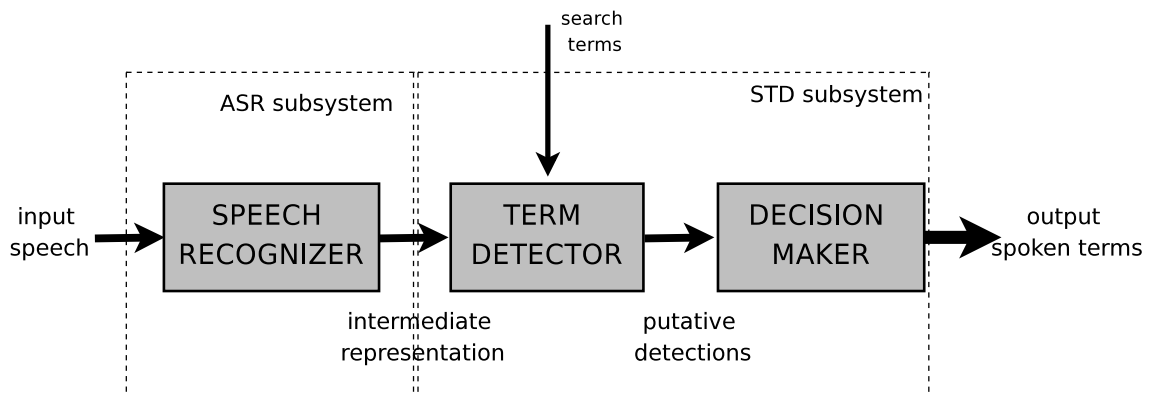 search
terms
ASR subsystem
STD subsystem
input
speech
SPEECH
RECOGNIZER
TERM
DETECTOR
DECISION
MAKER
output
spoken terms
intermediate
representation
putative
detections